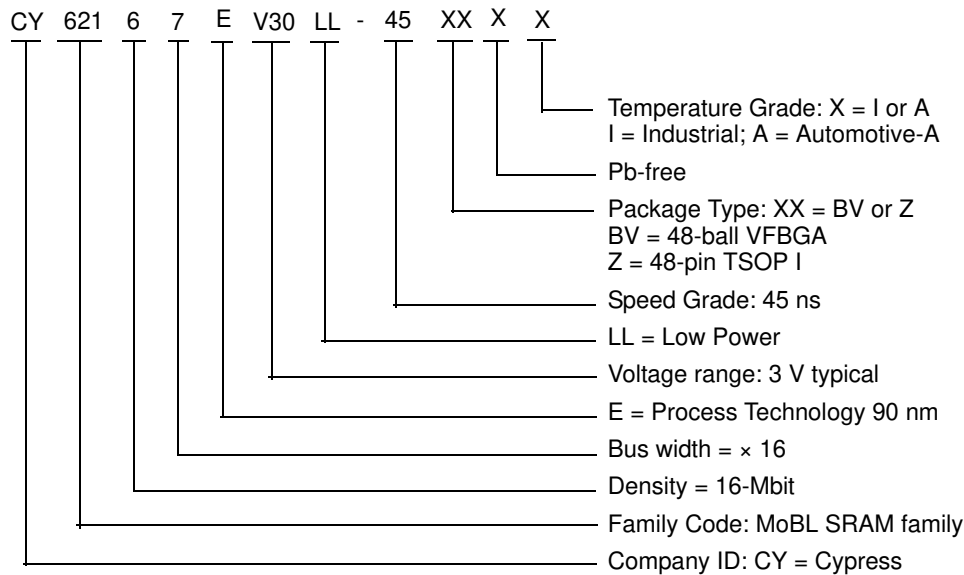 CY 621 6 7 E V30 LL - 45 XX X X
Temperature Grade: X = I or A
I = Industrial; A = Automotive-A
Pb-free
Package Type: XX = BV or Z
BV = 48-ball VFBGA
Z = 48-pin TSOP I
Speed Grade: 45 ns
LL = Low Power
Voltage range: 3 V typical
E = Process Technology 90 nm
Bus width = × 16
Density = 16-Mbit
Family Code: MoBL SRAM family
Company ID: CY = Cypress